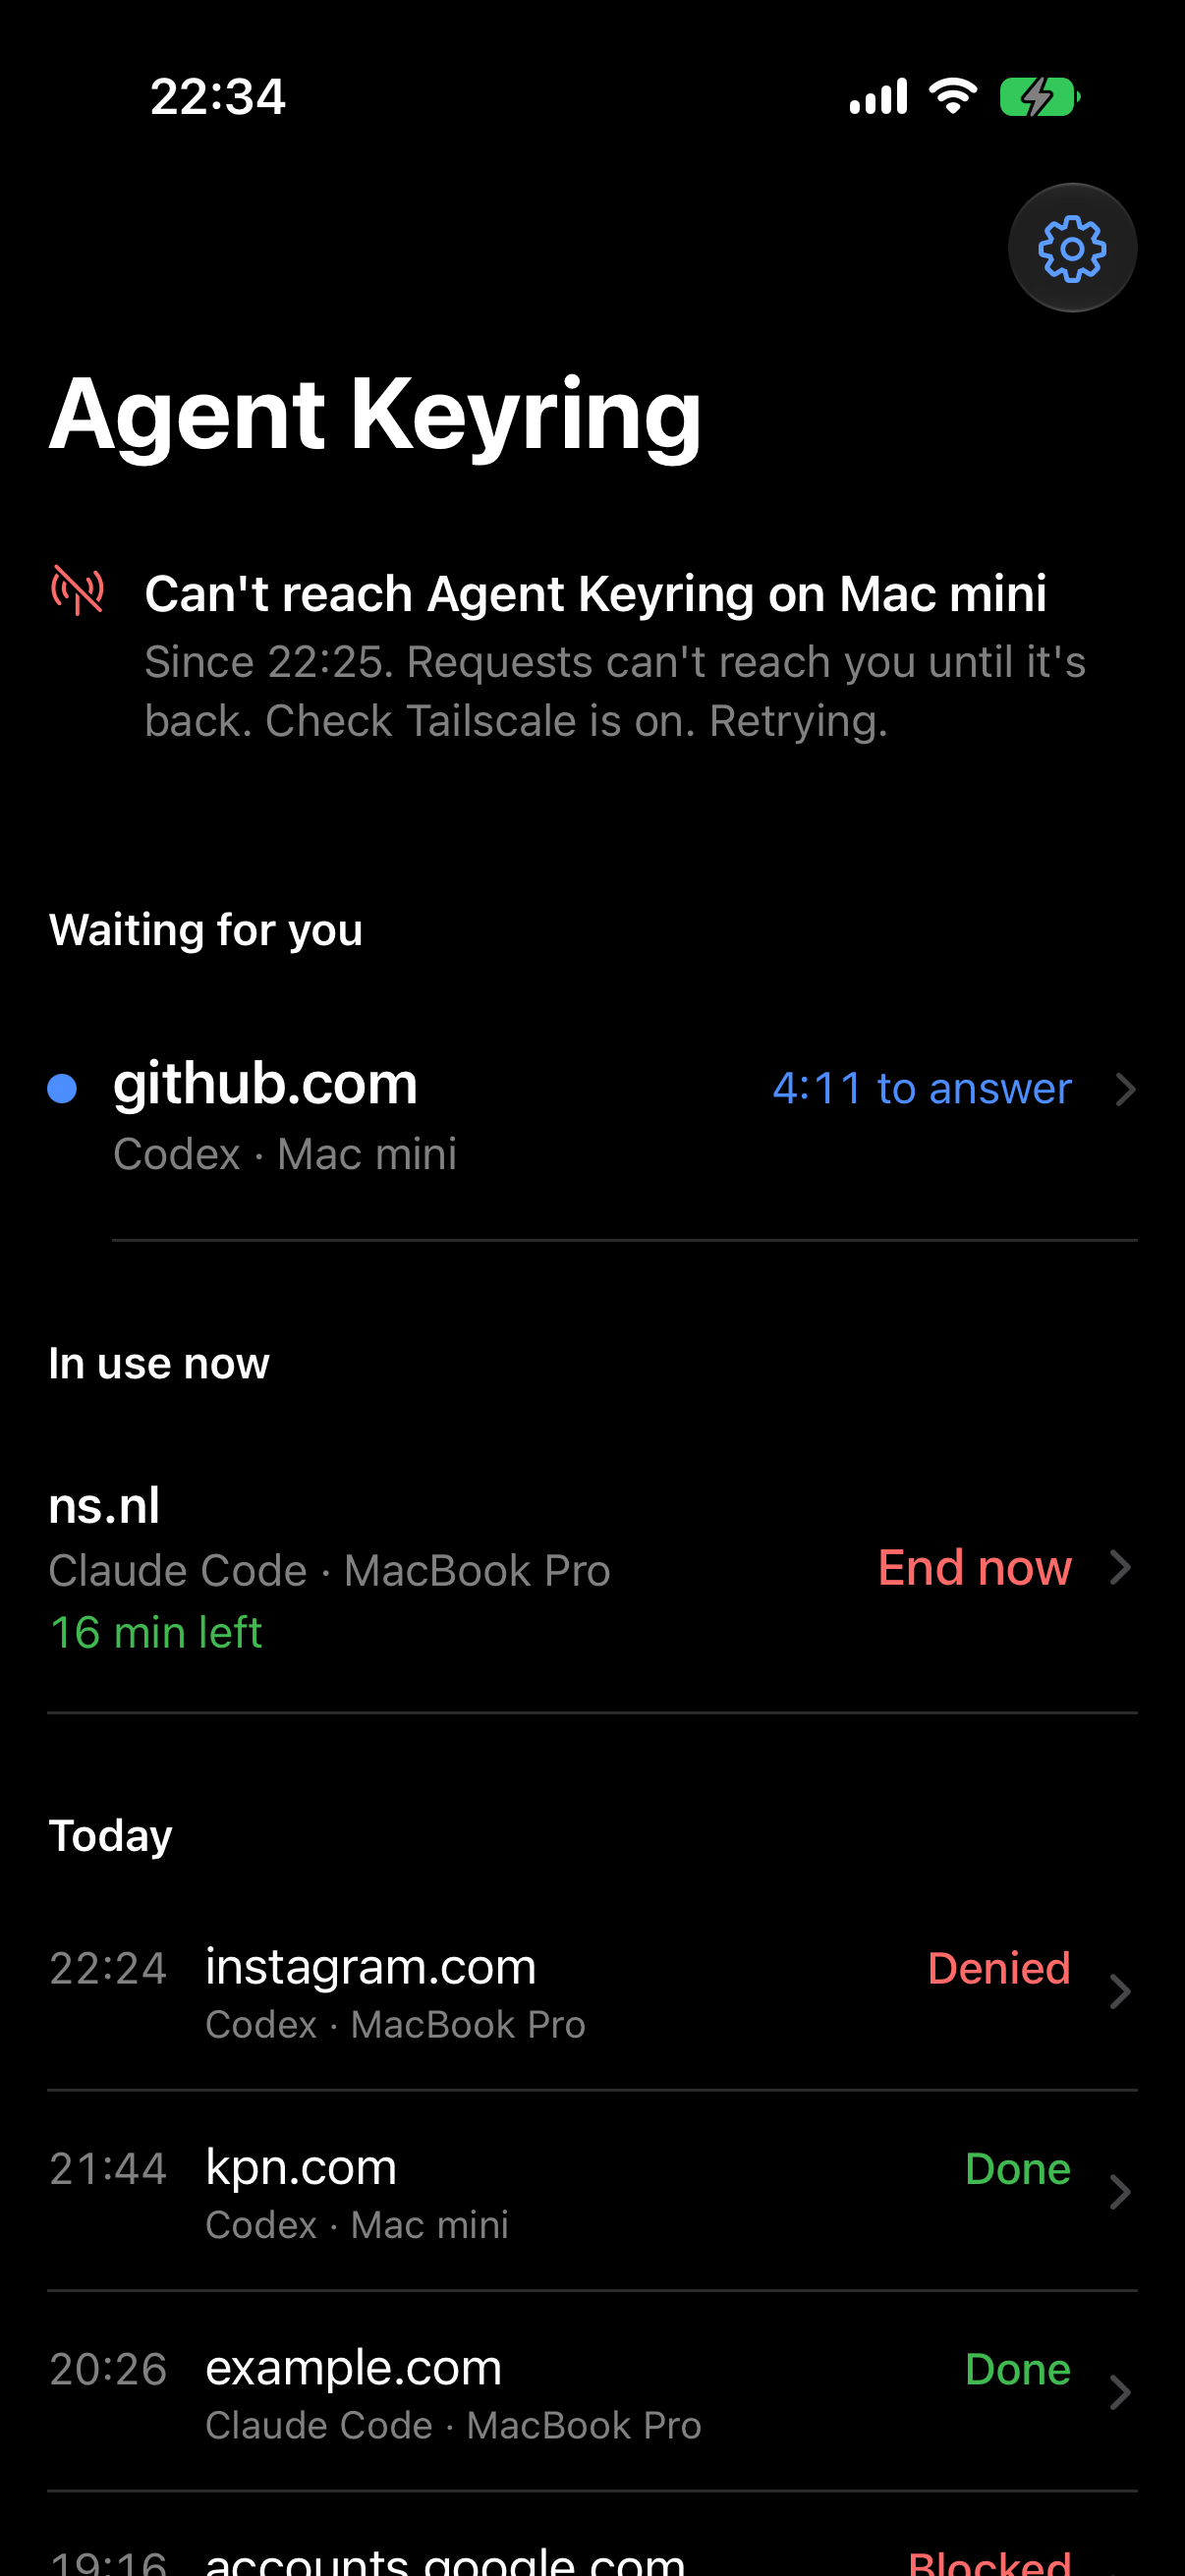 22:34
Agent Keyring
Can't reach Agent Keyring on Mac mini
Since 22:25. Requests can't reach you until it's
back. Check Tailscale is on. Retrying.
Waiting for you
github.com
4:11 to answer
Codex · Mac mini
In use now
ns.nl
Claude Code · MacBook Pro
End now
16 min left
Today
22:24 instagram.com Denied
Codex · MacBook Pro
21:44 kpn.com Done
Codex · Mac mini
20:26 example.com Done
Claude Code · MacBook Pro
19:16 accounts.google.com Blocked